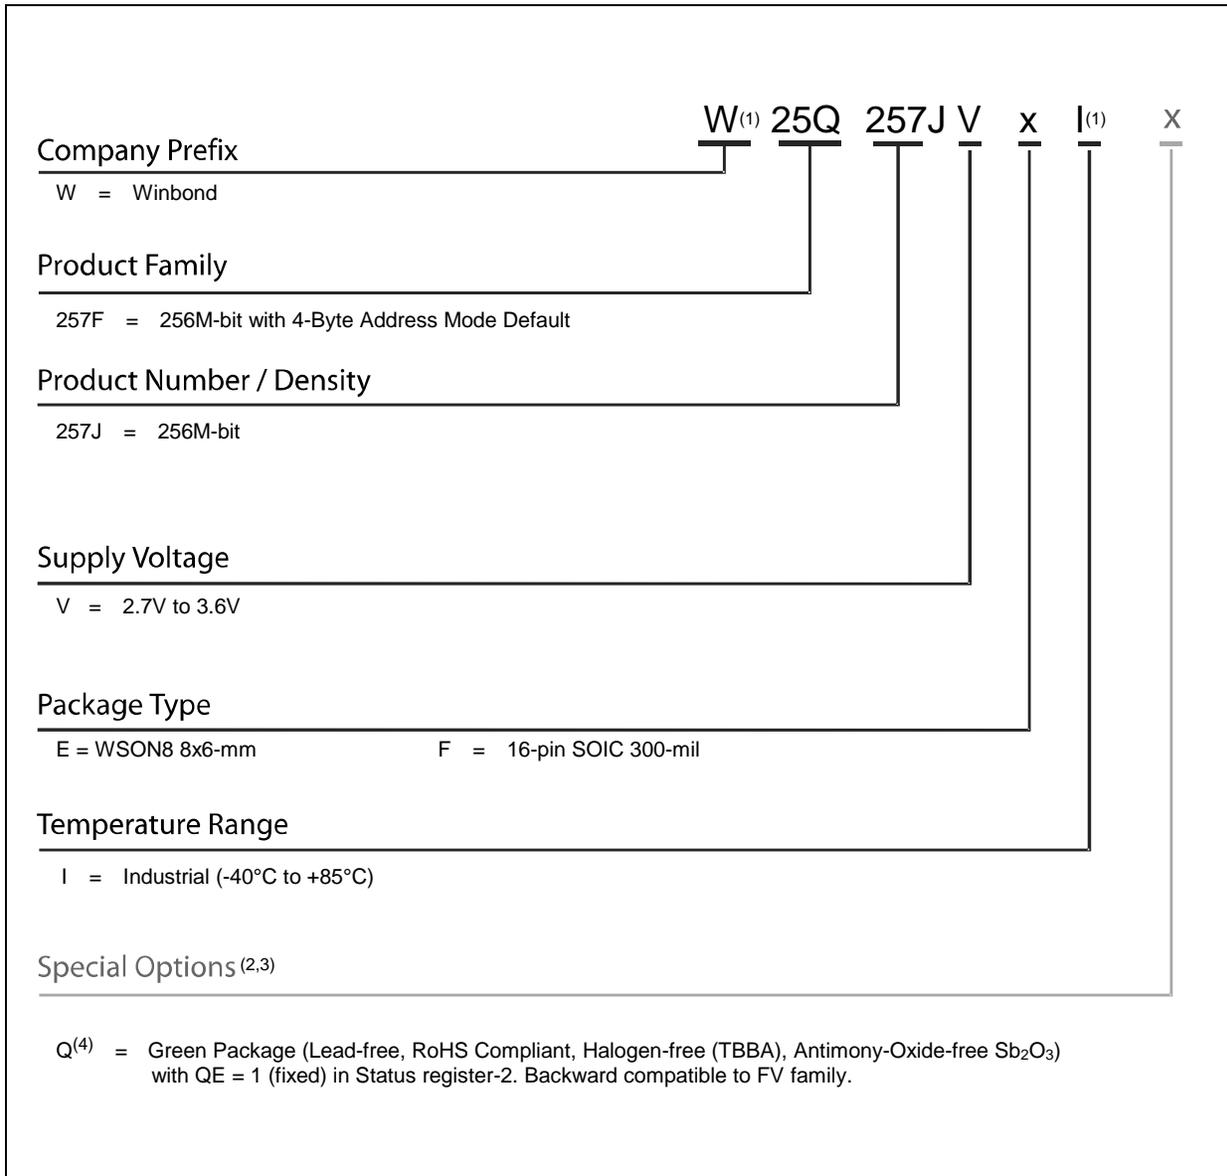 W(1) 25Q 257J V x I(1) x
Company Prefix
W = Winbond
Product Family
257F = 256M-bit with 4-Byte Address Mode Default
Product Number / Density
257J = 256M-bit
Supply Voltage
V = 2.7V to 3.6V
Package Type
E = WSON8 8x6-mm F = 16-pin SOIC 300-mil
Temperature Range
I = Industrial (-40°C to +85°C)
Special Options (2,3)
Q(4) = Green Package (Lead-free, RoHS Compliant, Halogen-free (TBBA), Antimony-Oxide-free Sb₂O₃)
with QE = 1 (fixed) in Status register-2. Backward compatible to FV family.